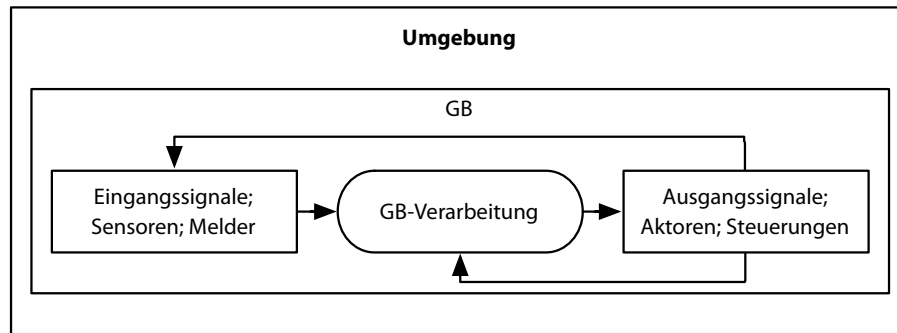 Umgebung
GB
Eingangssignale;
Sensoren; Melder
GB-Verarbeitung
Ausgangssignale;
Aktoren; Steuerungen